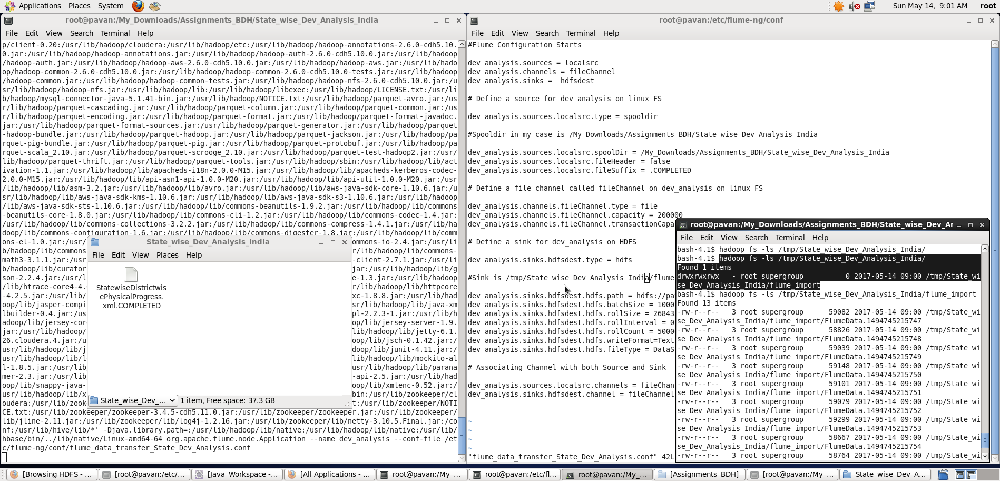 Applications Places System
Sun May 14, 9:01 AM root
root@pavan:/My_Downloads/Assignments_BDH/State_wise_Dev_Analysis_India
File Edit View Search Terminal Help
p/client-0.20:/usr/lib/hadoop/cloudera:/usr/lib/hadoop/etc:/usr/lib/hadoop/hadoop-annotations-2.6.0-cdh5.10.
0.jar:/usr/lib/hadoop/hadoop-annotations.jar:/usr/lib/hadoop/hadoop-auth-2.6.0-cdh5.10.0.jar:/usr/lib/hadoop
/hadoop-auth.jar:/usr/lib/hadoop/hadoop-aws-2.6.0-cdh5.10.0.jar:/usr/lib/hadoop/hadoop-aws.jar:/usr/lib/hado
op/hadoop-common-2.6.0-cdh5.10.0.jar:/usr/lib/hadoop/hadoop-common-2.6.0-cdh5.10.0-tests.jar:/usr/lib/hadoop
/hadoop-common.jar:/usr/lib/hadoop/hadoop-common-tests.jar:/usr/lib/hadoop/hadoop-nfs-2.6.0-cdh5.10.0.jar:/u
sr/lib/hadoop/hadoop-nfs.jar:/usr/lib/hadoop/lib:/usr/lib/hadoop/libexec:/usr/lib/hadoop/LICENSE.txt:/usr/li
b/hadoop/mysql-connector-java-5.1.41-bin.jar:/usr/lib/hadoop/NOTICE.txt:/usr/lib/hadoop/parquet-avro.jar:/us
r/lib/hadoop/parquet-cascading.jar:/usr/lib/hadoop/parquet-column.jar:/usr/lib/hadoop/parquet-common.jar:/us
r/lib/hadoop/parquet-encoding.jar:/usr/lib/hadoop/parquet-format.jar:/usr/lib/hadoop/parquet-format-javadoc.
jar:/usr/lib/hadoop/parquet-format-sources.jar:/usr/lib/hadoop/parquet-generator.jar:/usr/lib/hadoop/parquet
-hadoop-bundle.jar:/usr/lib/hadoop/parquet-hadoop.jar:/usr/lib/hadoop/parquet-jackson.jar:/usr/lib/hadoop/pa
rquet-pig-bundle.jar:/usr/lib/hadoop/parquet-pig.jar:/usr/lib/hadoop/parquet-protobuf.jar:/usr/lib/hadoop/pa
rquet-scala_2.10.jar:/usr/lib/hadoop/parquet-scrooge_2.10.jar:/usr/lib/hadoop/parquet-test-hadoop2.jar:/usr/
lib/hadoop/parquet-thrift.jar:/usr/lib/hadoop/parquet-tools.jar:/usr/lib/hadoop/sbin:/usr/lib/hadoop/lib/act
ivation-1.1.jar:/usr/lib/hadoop/lib/apacheds-i18n-2.0.0-M15.jar:/usr/lib/hadoop/lib/apacheds-kerberos-codec-
2.0.0-M15.jar:/usr/lib/hadoop/lib/api-asn1-api-1.0.0-M20.jar:/usr/lib/hadoop/lib/api-util-1.0.0-M20.jar:/usr
/lib/hadoop/lib/asm-3.2.jar:/usr/lib/hadoop/lib/avro.jar:/usr/lib/hadoop/lib/aws-java-sdk-core-1.10.6.jar:/u
sr/lib/hadoop/lib/aws-java-sdk-kms-1.10.6.jar:/usr/lib/hadoop/lib/aws-java-sdk-s3-1.10.6.jar:/usr/lib/hadoop
/lib/aws-java-sdk-sts-1.10.6.jar:/usr/lib/hadoop/lib/commons-beanutils-1.9.2.jar:/usr/lib/hadoop/lib/commons
-beanutils-core-1.8.0.jar:/usr/lib/hadoop/lib/commons-cli-1.2.jar:/usr/lib/hadoop/lib/commons-codec-1.4.jar:
/usr/lib/hadoop/lib/commons-collections-3.2.2.jar:/usr/lib/hadoop/lib/commons-compress-1.4.1.jar:/usr/lib/ha
doop/lib/commons-configuration-1.6.jar:/usr/lib/hadoop/lib/commons-digester-1.8.jar:/usr/lib/hadoop/lib/comm
ons-el-1.0.jar:/usr/lib/h
ommons-io-2.4.jar:/usr/lib/hado
op/lib/commons-
/usr/lib/hadoop/lib/commons-
math3-3.1.1.jar:/usr/lib/
-client-2.7.1.jar:/usr/lib/hado
b/hadoop/lib/curator
r:/usr/lib/hadoop/lib/g
son-2.2.4.jar:/usr/lib/ha
e-1.3.jar:/usr/lib/hadoop/lib
/lib/htrace-core4-4.
sr/lib/hadoop/lib/httpcore
-4.2.5.jar:/usr/lib/hadoo
xc-1.8.8.jar:/usr/lib/had
oop/lib/jasper-compi
r/lib/hadoop/lib/java-xm
lbuilder-0.4.jar:/us
pl-2.2.3-1.jar:/usr/lib/h
adoop/lib/jersey-cor
/hadoop/lib/jersey-server-1.9.
jar:/usr/lib/hadoop/
lib/hadoop/lib/jetty-6.1.
26.cloudera.4.jar:/u
oop/lib/jsch-0.1.42.jar:/
usr/lib/hadoop/lib/j
doop/lib/junit-4.11.jar:/
usr/lib/hadoop/lib/l
r/lib/hadoop/lib/mockito-al
l-1.8.5.jar:/usr/lib
/usr/lib/hadoop/lib/parana
mer-2.3.jar:/usr/lib
-api-2.5.jar:/usr/lib/had
oop/lib/snappy-java-
oop/lib/xmlenc-0.52.jar:/
usr/lib/hadoop/lib/x
bin:/usr/lib/zookeeper/cl
oudera:/usr/lib/zook
t:/usr/lib/zookeeper/NOTI
CE.txt:/usr/lib/zookeeper/zookeeper-3.4.5-cdh5.11.0.jar:/usr/lib/zookeeper/zookeeper.jar:/usr/lib/zookeeper/
lib/jline-2.11.jar:/usr/lib/zookeeper/lib/log4j-1.2.16.jar:/usr/lib/zookeeper/lib/netty-3.10.5.Final.jar:/co
nf:/usr/lib/hive/lib/*' -Djava.library.path=:/usr/lib/hadoop/lib/native:/usr/lib/hadoop/lib/native:/usr/lib/
hbase/bin/../lib/native/Linux-amd64-64 org.apache.flume.node.Application --name dev_analysis --conf-file /et
c/flume-ng/conf/flume_data_transfer_State_Dev_Analysis.conf
State_wise_Dev_Analysis_India
File Edit View Places Help
StatewiseDistrictwis
ePhysicalProgress.
xml.COMPLETED
State_wise_Dev_... 1 item, Free space: 37.3 GB
root@pavan:/etc/flume-ng/conf
File Edit View Search Terminal Help
#Flume Configuration Starts
dev_analysis.sources = localsrc
dev_analysis.channels = fileChannel
dev_analysis.sinks =  hdfsdest
# Define a source for dev_analysis on linux FS
dev_analysis.sources.localsrc.type = spooldir
#Spooldir in my case is /My_Downloads/Assignments_BDH/State_wise_Dev_Analysis_India
dev_analysis.sources.localsrc.spoolDir = /My_Downloads/Assignments_BDH/State_wise_Dev_Analysis_India
dev_analysis.sources.localsrc.fileHeader = false
dev_analysis.sources.localsrc.fileSuffix = .COMPLETED
# Define a file channel called fileChannel on dev_analysis on linux FS
dev_analysis.channels.fileChannel.type = file
dev_analysis.channels.fileChannel.capacity = 200000
dev_analysis.channels.fileChannel.transactionCapa
# Define a sink for dev_analysis on HDFS
dev_analysis.sinks.hdfsdest.type = hdfs
#Sink is /tmp/State_wise_Dev_Analysis_India/flume_
dev_analysis.sinks.hdfsdest.hdfs.path = hdfs://pav
dev_analysis.sinks.hdfsdest.hdfs.batchSize = 1000
dev_analysis.sinks.hdfsdest.hdfs.rollSize = 26843
dev_analysis.sinks.hdfsdest.hdfs.rollInterval = 0
dev_analysis.sinks.hdfsdest.hdfs.rollCount = 5000
dev_analysis.sinks.hdfsdest.hdfs.writeFormat=Text
dev_analysis.sinks.hdfsdest.hdfs.fileType = DataS
# Associating Channel with both Source and Sink
dev_analysis.sources.localsrc.channels = fileChan
dev_analysis.sinks.hdfsdest.channel = fileChannel
~
~
~
~
"flume_data_transfer_State_Dev_Analysis.conf" 42L
root@pavan:/My_Downloads/Assignments_BDH/State_wise_Dev_Ar
File Edit View Search Terminal Help
bash-4.1$ hadoop fs -ls /tmp/State_wise_Dev_Analysis_India/
bash-4.1$ hadoop fs -ls /tmp/State_wise_Dev_Analysis_India/
Found 1 items
drwxrwxrwx   - root supergroup          0 2017-05-14 09:00 /tmp/State_wi
se_Dev_Analysis_India/flume_import
bash-4.1$ hadoop fs -ls /tmp/State_wise_Dev_Analysis_India/flume_import
Found 13 items
-rw-r--r--   3 root supergroup      59082 2017-05-14 09:00 /tmp/State_wi
se_Dev_Analysis_India/flume_import/FlumeData.1494745215747
-rw-r--r--   3 root supergroup      58826 2017-05-14 09:00 /tmp/State_wi
se_Dev_Analysis_India/flume_import/FlumeData.1494745215748
-rw-r--r--   3 root supergroup      59039 2017-05-14 09:00 /tmp/State_wi
se_Dev_Analysis_India/flume_import/FlumeData.1494745215749
-rw-r--r--   3 root supergroup      59148 2017-05-14 09:00 /tmp/State_wi
se_Dev_Analysis_India/flume_import/FlumeData.1494745215750
-rw-r--r--   3 root supergroup      59101 2017-05-14 09:00 /tmp/State_wi
se_Dev_Analysis_India/flume_import/FlumeData.1494745215751
-rw-r--r--   3 root supergroup      59079 2017-05-14 09:00 /tmp/State_wi
se_Dev_Analysis_India/flume_import/FlumeData.1494745215752
-rw-r--r--   3 root supergroup      59299 2017-05-14 09:00 /tmp/State_wi
se_Dev_Analysis_India/flume_import/FlumeData.1494745215753
-rw-r--r--   3 root supergroup      58667 2017-05-14 09:00 /tmp/State_wi
se_Dev_Analysis_India/flume_import/FlumeData.1494745215754
-rw-r--r--   3 root supergroup      58764 2017-05-14 09:00 /tmp/State_wi
[Browsing HDFS - ... [root@pavan:/etc/... [Java_Workspace -... [All Applications - ... root@pavan:/My_... root@pavan:/etc/fl... root@pavan:/My_... [Assignments_BDH] [root@pavan:/My_... State_wise_Dev_A...